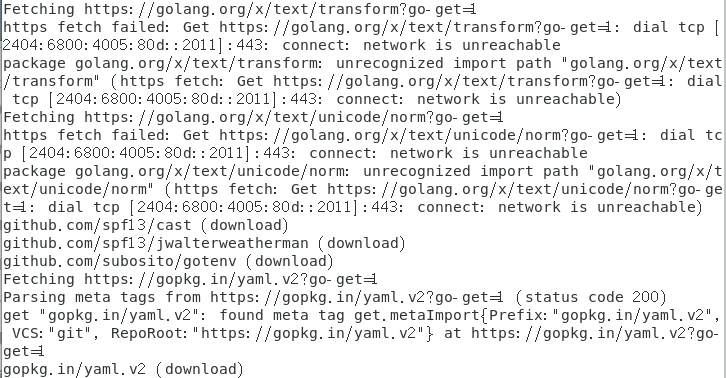 Fetching https://golang.org/x/text/transform?go-get=1
https fetch failed: Get https://golang.org/x/text/transform?go-get=1: dial tcp [
2404:6800:4005:80d::2011]:443: connect: network is unreachable
package golang.org/x/text/transform: unrecognized import path "golang.org/x/text
/transform" (https fetch: Get https://golang.org/x/text/transform?go-get=1: dial
 tcp [2404:6800:4005:80d::2011]:443: connect: network is unreachable)
Fetching https://golang.org/x/text/unicode/norm?go-get=1
https fetch failed: Get https://golang.org/x/text/unicode/norm?go-get=1: dial tc
p [2404:6800:4005:80d::2011]:443: connect: network is unreachable
package golang.org/x/text/unicode/norm: unrecognized import path "golang.org/x/t
ext/unicode/norm" (https fetch: Get https://golang.org/x/text/unicode/norm?go-ge
t=1: dial tcp [2404:6800:4005:80d::2011]:443: connect: network is unreachable)
github.com/spf13/cast (download)
github.com/spf13/jwalterweatherman (download)
github.com/subosito/gotenv (download)
Fetching https://gopkg.in/yaml.v2?go-get=1
Parsing meta tags from https://gopkg.in/yaml.v2?go-get=1 (status code 200)
get "gopkg.in/yaml.v2": found meta tag get.metaImport{Prefix:"gopkg.in/yaml.v2",
 VCS:"git", RepoRoot:"https://gopkg.in/yaml.v2"} at https://gopkg.in/yaml.v2?go-
get=1
gopkg.in/yaml.v2 (download)